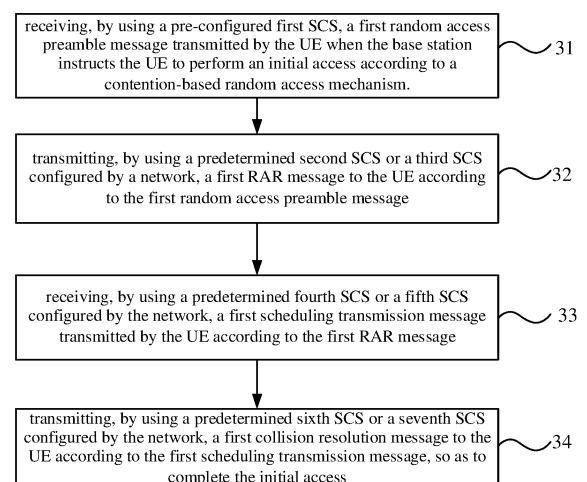 receiving, by using a pre-configured first SCS, a first random access
preamble message transmitted by the UE when the base station
instructs the UE to perform an initial access according to a
contention-based random access mechanism.
31
transmitting, by using a predetermined second SCS or a third SCS
configured by a network, a first RAR message to the UE according
to the first random access preamble message
32
receiving, by using a predetermined fourth SCS or a fifth SCS
configured by the network, a first scheduling transmission message
transmitted by the UE according to the first RAR message
33
transmitting, by using a predetermined sixth SCS or a seventh SCS
configured by the network, a first collision resolution message to the
UE according to the first scheduling transmission message, so as to
complete the initial access
34